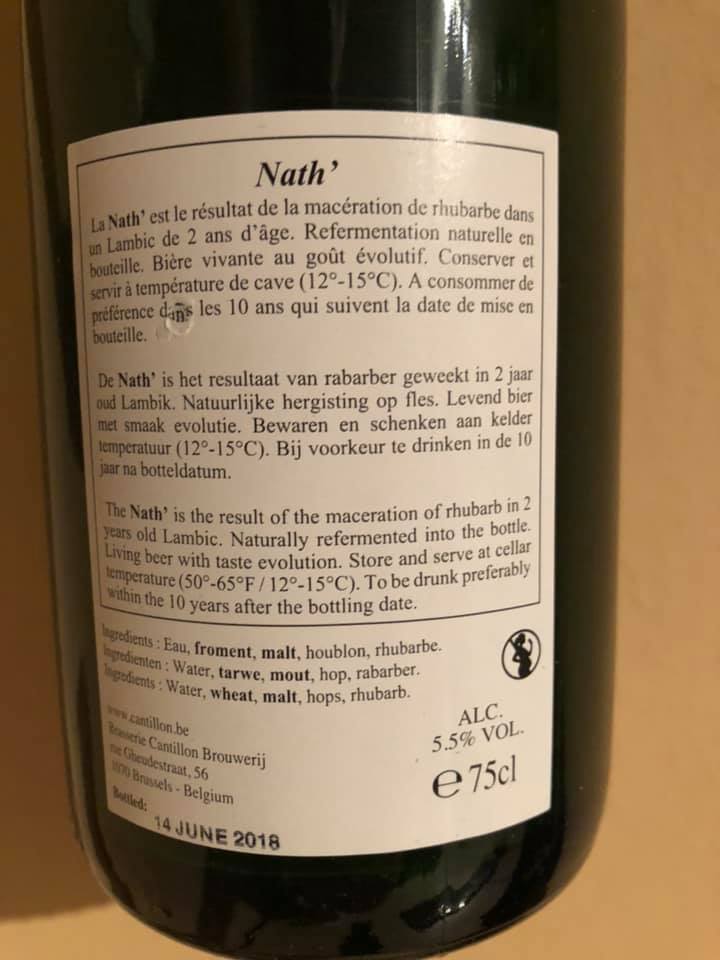 Nath’
La Nath’ est le résultat de la macération de rhubarbe dans
un Lambic de 2 ans d’âge. Refermentation naturelle en
bouteille. Bière vivante au goût évolutif. Conserver et
servir à température de cave (12°-15°C). A consommer de
préférence dans les 10 ans qui suivent la date de mise en
bouteille.
De Nath’ is het resultaat van rabarber geweekt in 2 jaar
oud Lambik. Natuurlijke hergisting op fles. Levend bier
met smaak evolutie. Bewaren en schenken aan kelder
temperatuur (12°-15°C). Bij voorkeur te drinken in de 10
jaar na botteldatum.
The Nath’ is the result of the maceration of rhubarb in 2
years old Lambic. Naturally refermented into the bottle.
Living beer with taste evolution. Store and serve at cellar
temperature (50°-65°F / 12°-15°C). To be drunk preferably
within the 10 years after the bottling date.
Ingredients : Eau, froment, malt, houblon, rhubarbe.
Ingredienten : Water, tarwe, mout, hop, rabarber.
Ingredients : Water, wheat, malt, hops, rhubarb.
www.cantillon.be
Brasserie Cantillon Brouwerij
rue Gheudestraat, 56
1070 Brussels - Belgium
Bottled:
14 JUNE 2018
ALC.
5.5% VOL.
e 75cl